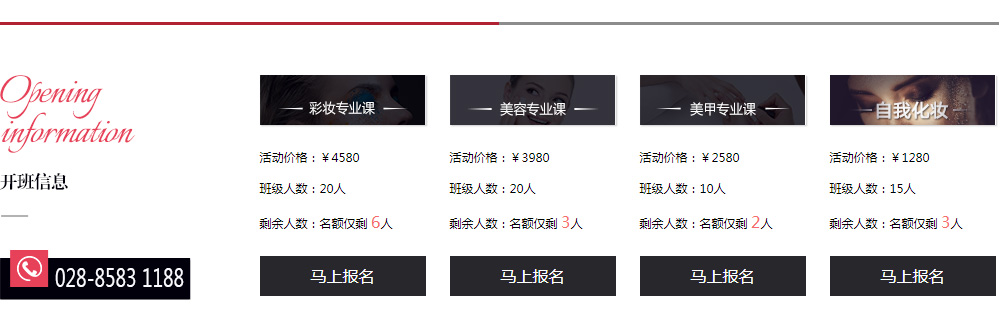 Opening
information
开班信息
028-8583 1188
彩妆专业课
活动价格：￥4580
班级人数：20人
剩余人数：名额仅剩 6人
马上报名
美容专业课
活动价格：￥3980
班级人数：20人
剩余人数：名额仅剩 3人
马上报名
美甲专业课
活动价格：￥2580
班级人数：10人
剩余人数：名额仅剩 2人
马上报名
自我化妆
活动价格：￥1280
班级人数：15人
剩余人数：名额仅剩 3人
马上报名